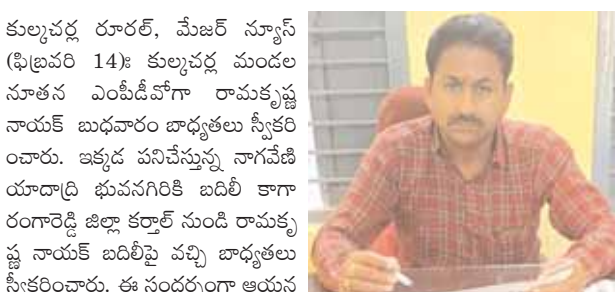 కుల్కచర్ల రూరల్, మేజర్ న్యూస్
(ఫిబ్రవరి 14)ః కుల్కచర్ల మండల
నూతన ఎంపీడీవోగా రామకృష్ణ
నాయక్ బుధవారం బాధ్యతలు స్వీకరి
ంచారు. ఇక్కడ పనిచేస్తున్న నాగవేణి
యాదాద్రి భువనగిరికి బదిలీ కాగా
రంగారెడ్డి జిల్లా కర్తాల్ నుండి రామకృ
ష్ణ నాయక్ బదిలీపై వచ్చి బాధ్యతలు
స్వీకరించారు. ఈ సందర్భంగా ఆయన